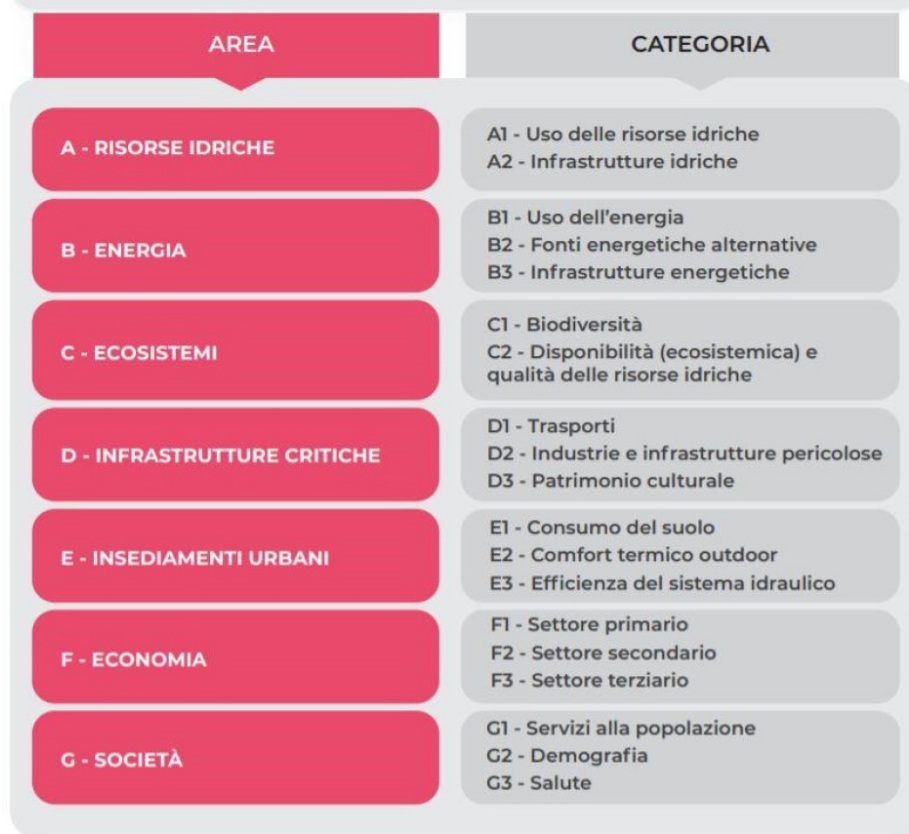 AREA
CATEGORIA
A - RISORSE IDRICHE
A1 - Uso delle risorse idriche
A2 - Infrastrutture idriche
B - ENERGIA
B1 - Uso dell'energia
B2 - Fonti energetiche alternative
B3 - Infrastrutture energetiche
C - ECOSISTEMI
C1 - Biodiversità
C2 - Disponibilità (ecosistemica) e
qualità delle risorse idriche
D - INFRASTRUTTURE CRITICHE
D1 - Trasporti
D2 - Industrie e infrastrutture pericolose
D3 - Patrimonio culturale
E - INSEDIAMENTI URBANI
E1 - Consumo del suolo
E2 - Comfort termico outdoor
E3 - Efficienza del sistema idraulico
F - ECONOMIA
F1 - Settore primario
F2 - Settore secondario
F3 - Settore terziario
G - SOCIETÀ
G1 - Servizi alla popolazione
G2 - Demografia
G3 - Salute